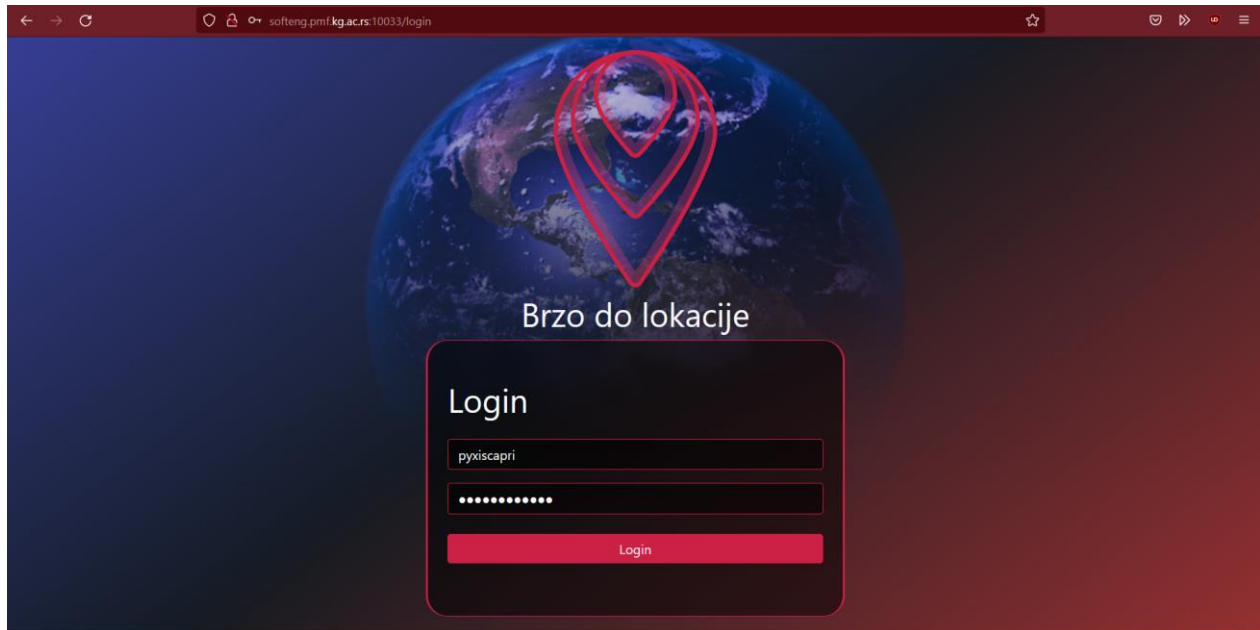 softeng.pmf.kg.ac.rs:10033/login
Brzo do lokacije
Login
pyxiscapri
••••••••••••
Login